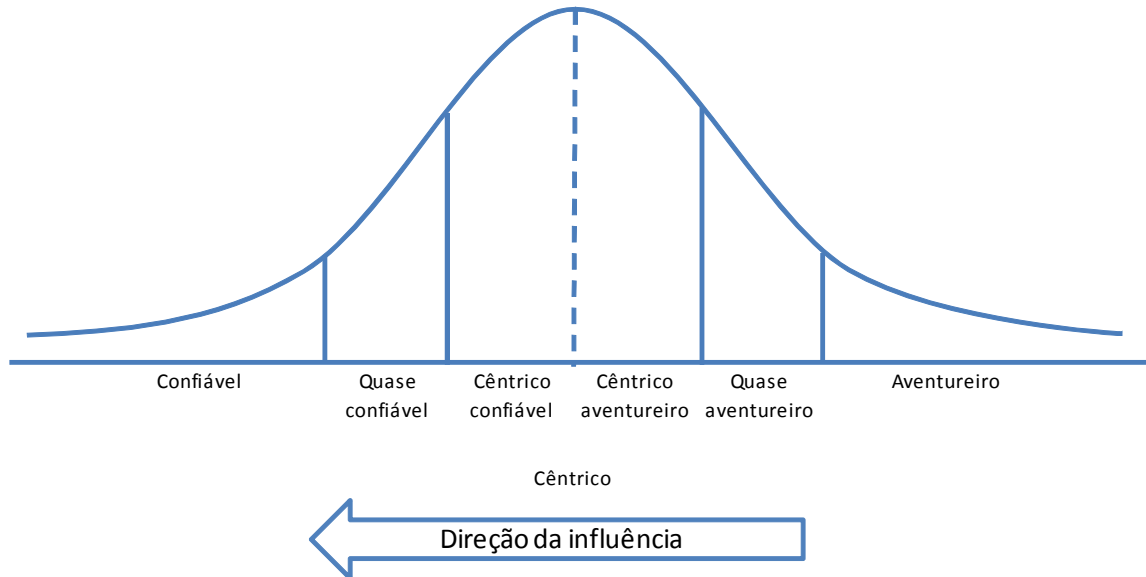 Confiável
Quase
confiável
Cêntrico
confiável
Cêntrico
aventureiro
Quase
aventureiro
Aventureiro
Cêntrico
Direção da influência